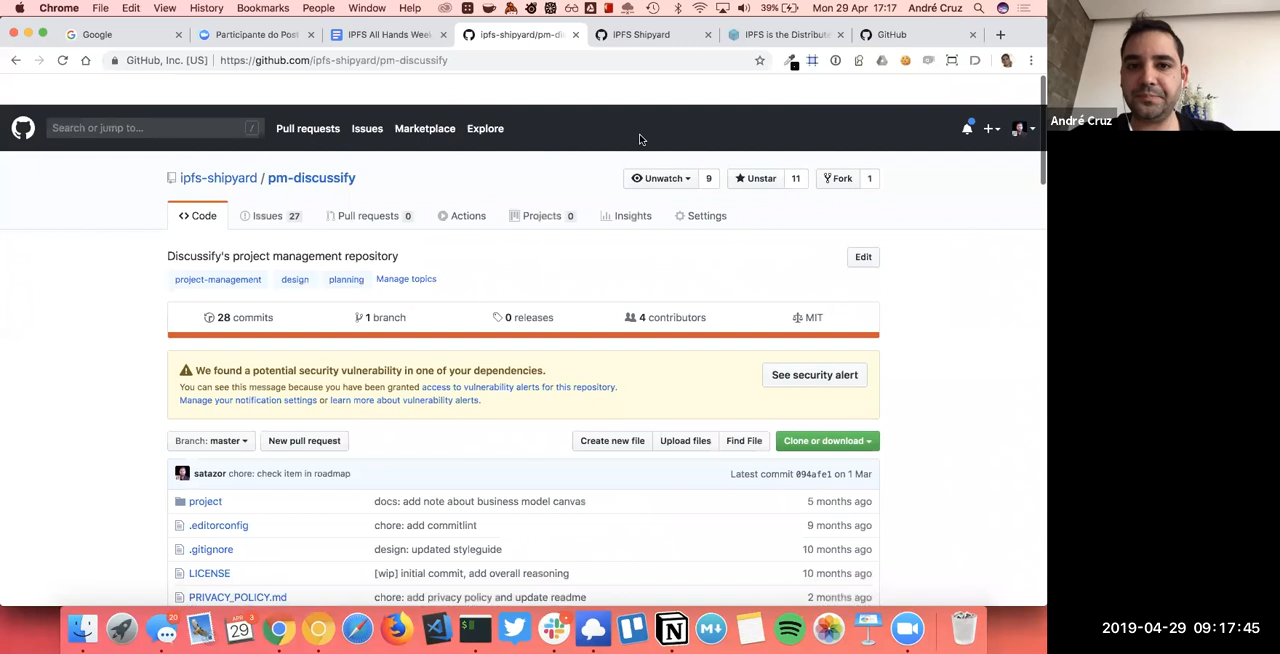 Chrome File Edit View History Bookmarks People Window Help 39% Mon 29 Apr 17:17 André Cruz
Google Participante do Post IPFS All Hands Week ipfs-shipyard/pm-di IPFS Shipyard IPFS is the Distribute GitHub
GitHub, Inc. [US] https://github.com/ipfs-shipyard/pm-discussify
André Cruz
Search or jump to... / Pull requests Issues Marketplace Explore
ipfs-shipyard / pm-discussify Unwatch 9 Unstar 11 Fork 1
Code Issues 27 Pull requests 0 Actions Projects 0 Insights Settings
Discussify's project management repository Edit
project-management design planning Manage topics
28 commits 1 branch 0 releases 4 contributors MIT
We found a potential security vulnerability in one of your dependencies.
You can see this message because you have been granted access to vulnerability alerts for this repository.
Manage your notification settings or learn more about vulnerability alerts.
See security alert
Branch: master New pull request Create new file Upload files Find File Clone or download
satazor chore: check item in roadmap Latest commit 094afe1 on 1 Mar
project docs: add note about business model canvas 5 months ago
.editorconfig chore: add commitlint 9 months ago
.gitignore design: updated styleguide 10 months ago
LICENSE [wip] initial commit, add overall reasoning 10 months ago
PRIVACY_POLICY.md chore: add privacy policy and update readme 2 months ago
20 APR 29 3
2019-04-29 09:17:45